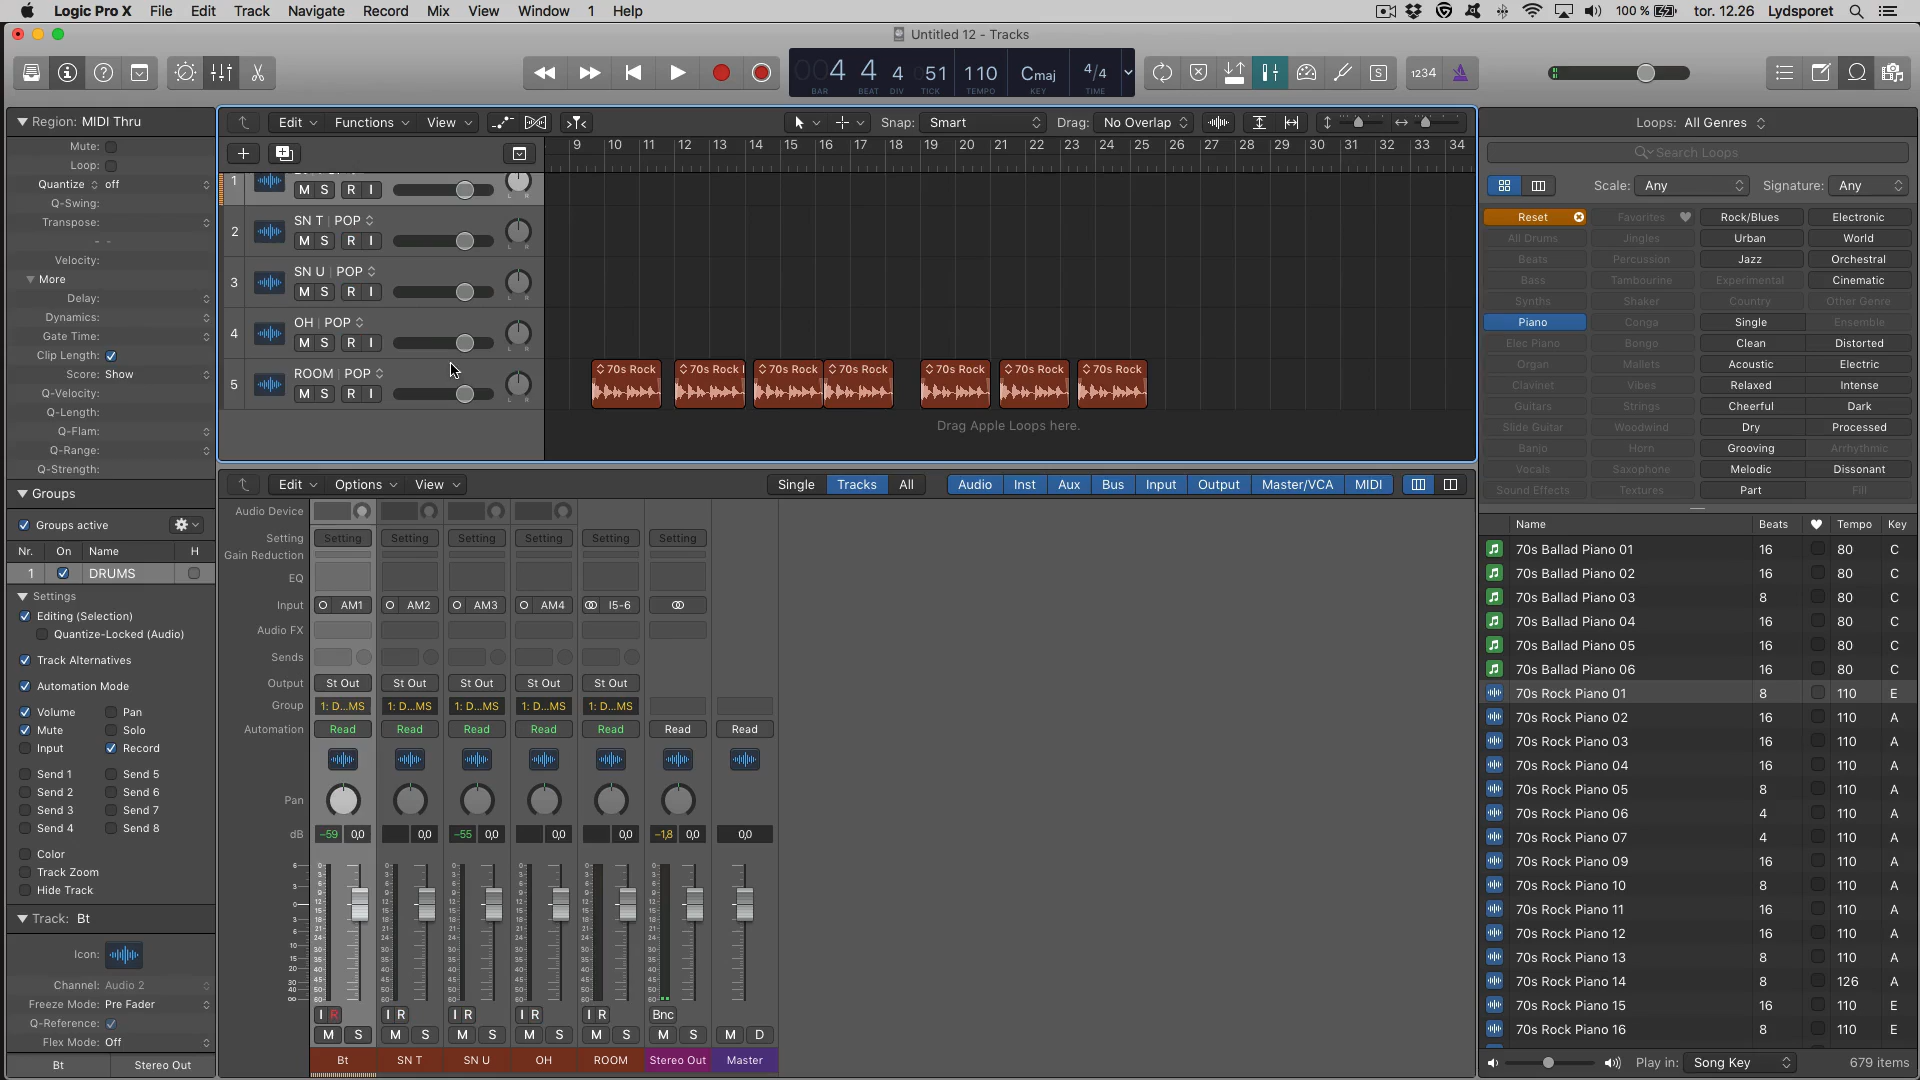 Logic Pro X File Edit Track Navigate Record Mix View Window 1 Help 100 % tor. 12.26 Lydsporet
Untitled 12 - Tracks
4 4 4 51 110 Cmaj 4/4 1234
BAR BEAT DIV TICK TEMPO KEY TIME
Region: MIDI Thru
Mute:
Loop:
Quantize off
Q-Swing:
Transpose:
Velocity:
More
Delay:
Dynamics:
Gate Time:
Clip Length:
Score: Show
Q-Velocity:
Q-Length:
Q-Flam:
Q-Range:
Q-Strength:
Groups
Groups active
Nr. On Name H
1 DRUMS
Settings
Editing (Selection)
Quantize-Locked (Audio)
Track Alternatives
Automation Mode
Volume Pan
Mute Solo
Input Record
Send 1 Send 5
Send 2 Send 6
Send 3 Send 7
Send 4 Send 8
Color
Track Zoom
Hide Track
Track: Bt
Icon:
Channel: Audio 2
Freeze Mode: Pre Fader
Q-Reference:
Flex Mode: Off
Bt Stereo Out
Edit Functions View Snap: Smart Drag: No Overlap
9 10 11 12 13 14 15 16 17 18 19 20 21 22 23 24 25 26 27 28 29 30 31 32 33 34
1 M S R I
2 SN T | POP
M S R I
3 SN U | POP
M S R I
4 OH | POP
M S R I
5 ROOM | POP
M S R I
70s Rock 70s Rock 70s Rock 70s Rock 70s Rock 70s Rock 70s Rock
Drag Apple Loops here.
Edit Options View Single Tracks All Audio Inst Aux Bus Input Output Master/VCA MIDI
Audio Device
Setting Setting Setting Setting Setting Setting Setting
Gain Reduction
EQ
Input AM1 AM2 AM3 AM4 I5-6
Audio FX
Sends
Output St Out St Out St Out St Out St Out
Group 1: D...MS 1: D...MS 1: D...MS 1: D...MS 1: D...MS
Automation Read Read Read Read Read Read Read
Pan
dB -59 0,0 0,0 -55 0,0 0,0 0,0 -1,8 0,0 0,0
I R I R I R I R I R Bnc
M S M S M S M S M S M S M D
Bt SN T SN U OH ROOM Stereo Out Master
Loops: All Genres
Search Loops
Scale: Any Signature: Any
Reset Favorites Rock/Blues Electronic
All Drums Jingles Urban World
Beats Percussion Jazz Orchestral
Bass Tambourine Experimental Cinematic
Synths Shaker Country Other Genre
Piano Conga Single Ensemble
Elec Piano Bongo Clean Distorted
Organ Mallets Acoustic Electric
Clavinet Vibes Relaxed Intense
Guitars Strings Cheerful Dark
Slide Guitar Woodwind Dry Processed
Banjo Horn Grooving Arrhythmic
Vocals Saxophone Melodic Dissonant
Sound Effects Textures Part Fill
Name Beats Tempo Key
70s Ballad Piano 01 16 80 C
70s Ballad Piano 02 16 80 C
70s Ballad Piano 03 8 80 C
70s Ballad Piano 04 16 80 C
70s Ballad Piano 05 16 80 C
70s Ballad Piano 06 16 80 C
70s Rock Piano 01 8 110 E
70s Rock Piano 02 16 110 A
70s Rock Piano 03 16 110 A
70s Rock Piano 04 16 110 A
70s Rock Piano 05 8 110 A
70s Rock Piano 06 4 110 A
70s Rock Piano 07 4 110 A
70s Rock Piano 09 16 110 A
70s Rock Piano 10 8 110 A
70s Rock Piano 11 16 110 A
70s Rock Piano 12 16 110 A
70s Rock Piano 13 8 110 A
70s Rock Piano 14 8 126 A
70s Rock Piano 15 16 110 E
70s Rock Piano 16 8 110 E
Play in: Song Key 679 items